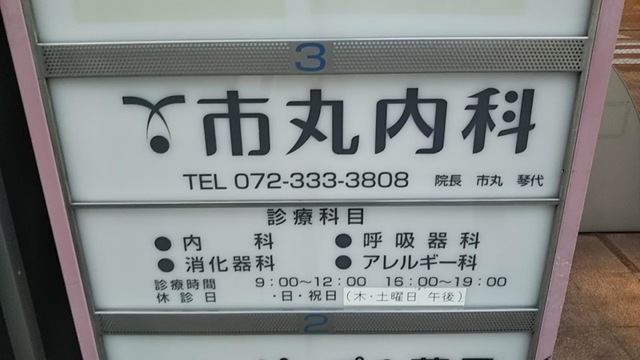 3
市丸内科
TEL 072-333-3808 院長 市丸 琴代
診療科目
●内 科 ●呼吸器科
●消化器科 ●アレルギー科
診療時間 9:00〜12:00 16:00〜19:00
休診日 ・日・祝日(木・土曜日 午後)
2